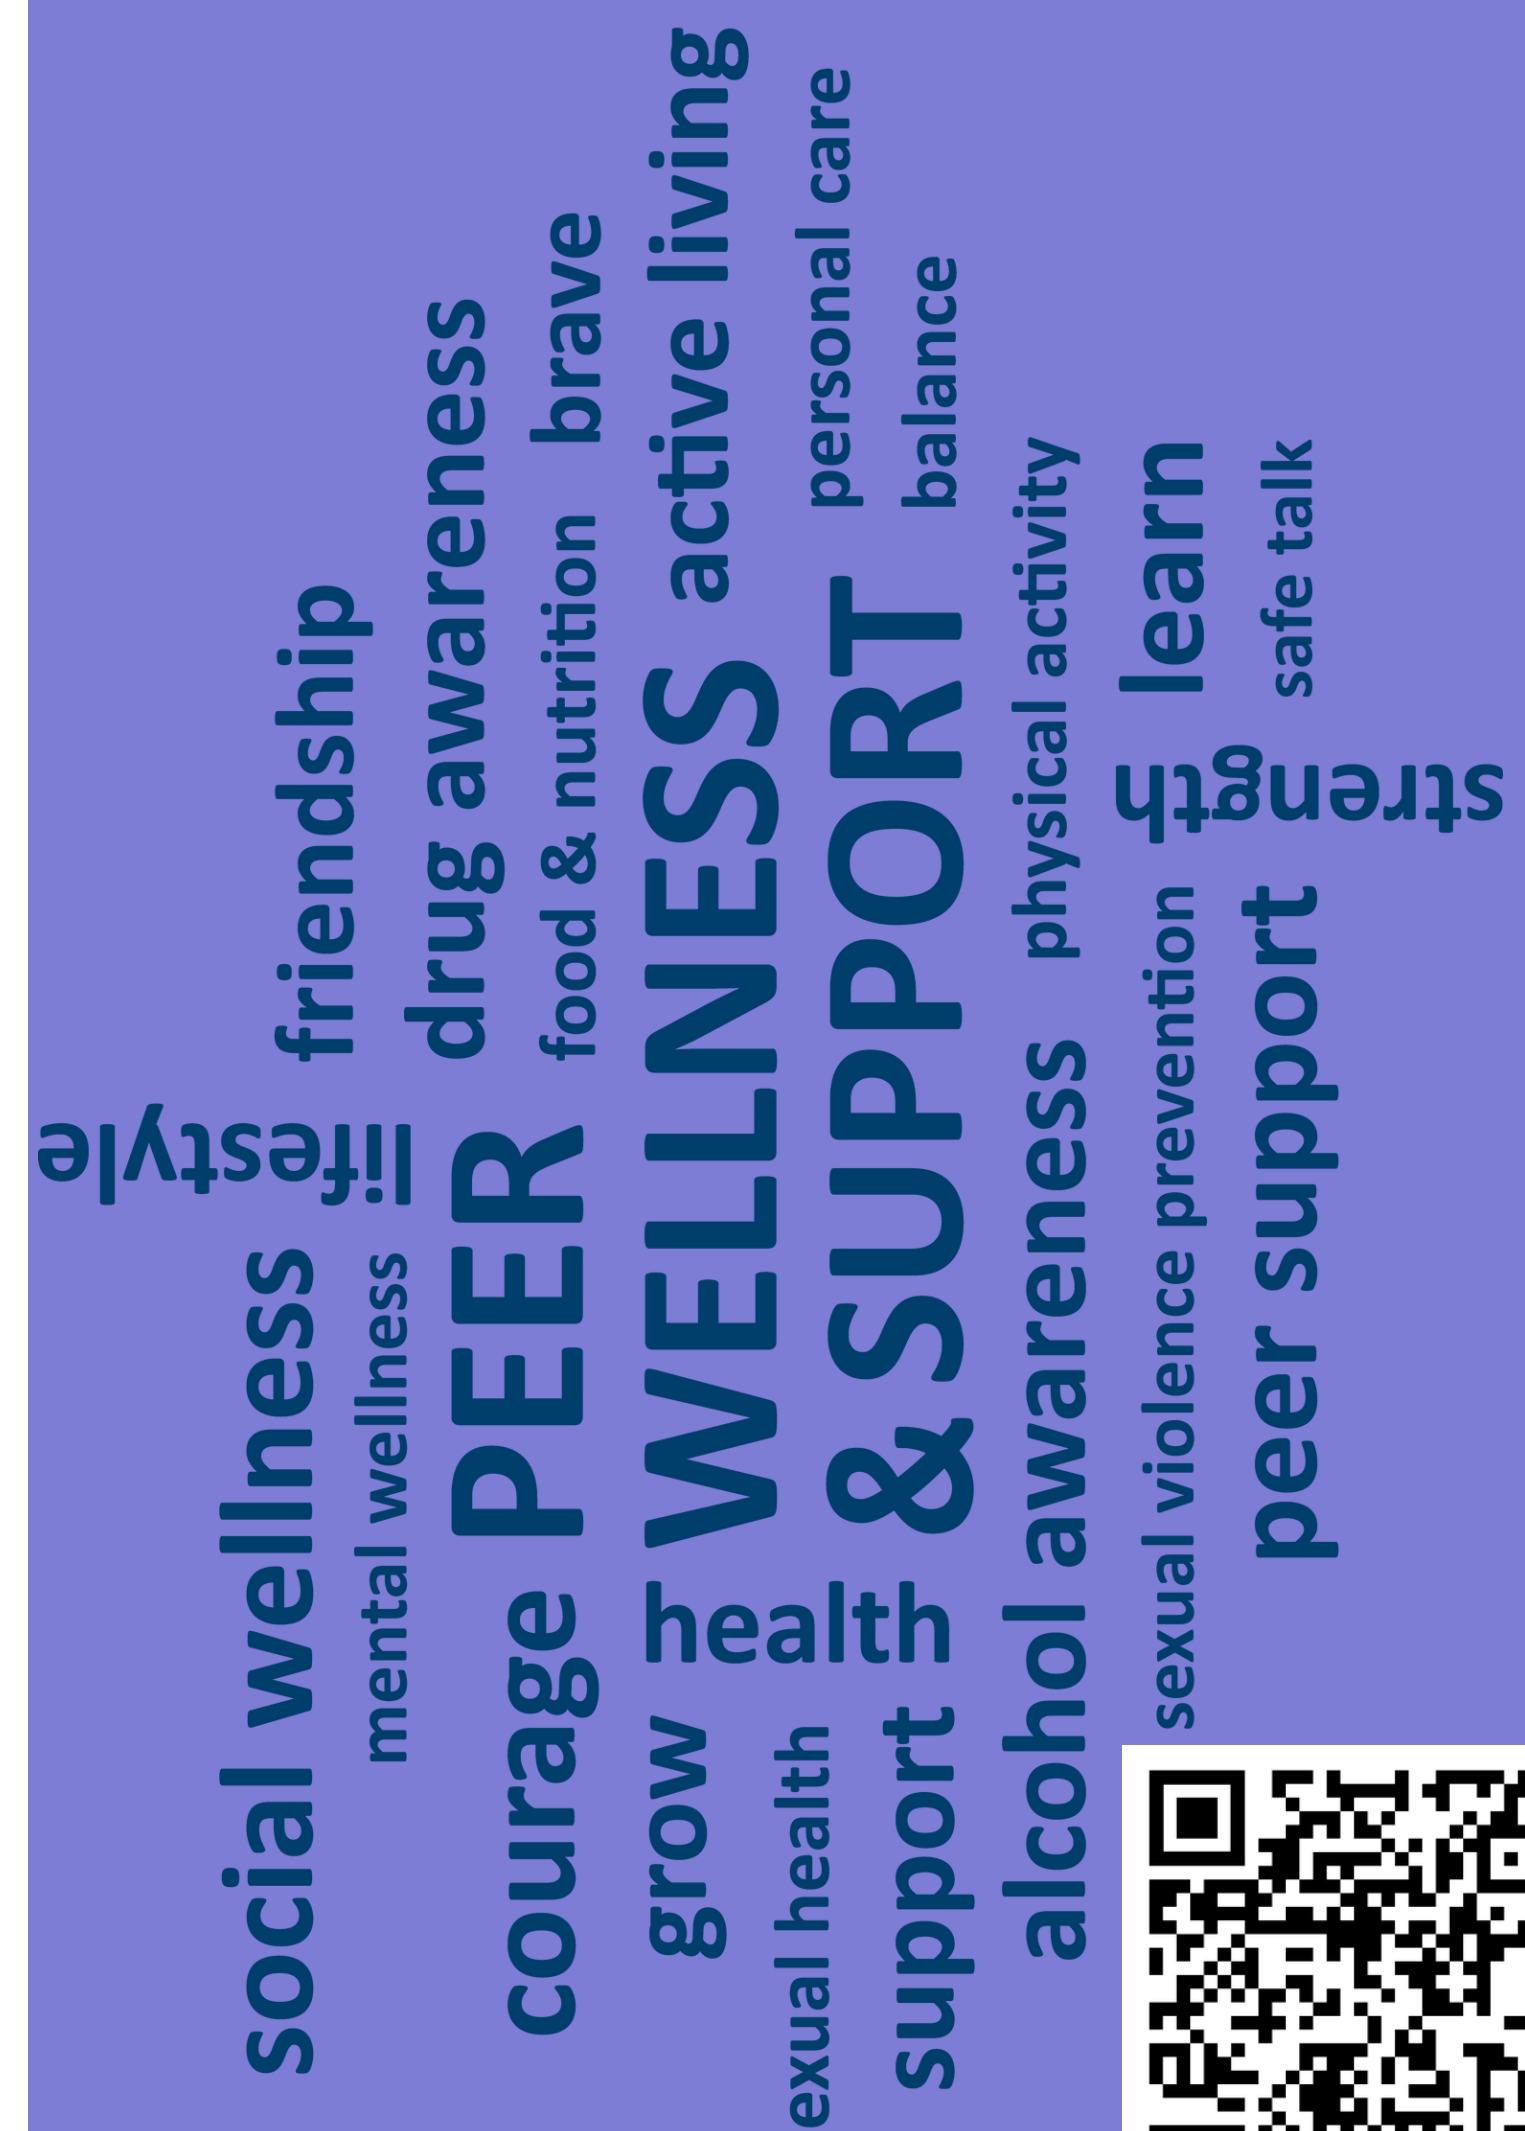 social wellness
mental wellness
lifestyle
friendship
drug awareness
food & nutrition
brave
courage
PEER
WELLNESS
& SUPPORT
active living
personal care
balance
health
grow
exual health
support
alcohol awareness
physical activity
sexual violence prevention
peer support
strength
learn
safe talk